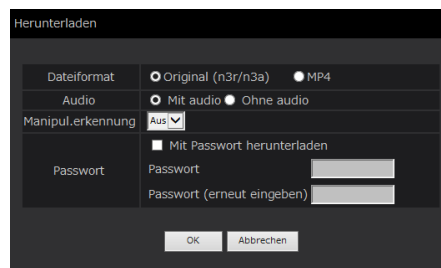 Herunterladen
Dateiformat Original (n3r/n3a) MP4
Audio Mit audio Ohne audio
Manipul.erkennung Aus
Mit Passwort herunterladen
Passwort Passwort
Passwort (erneut eingeben)
OK Abbrechen